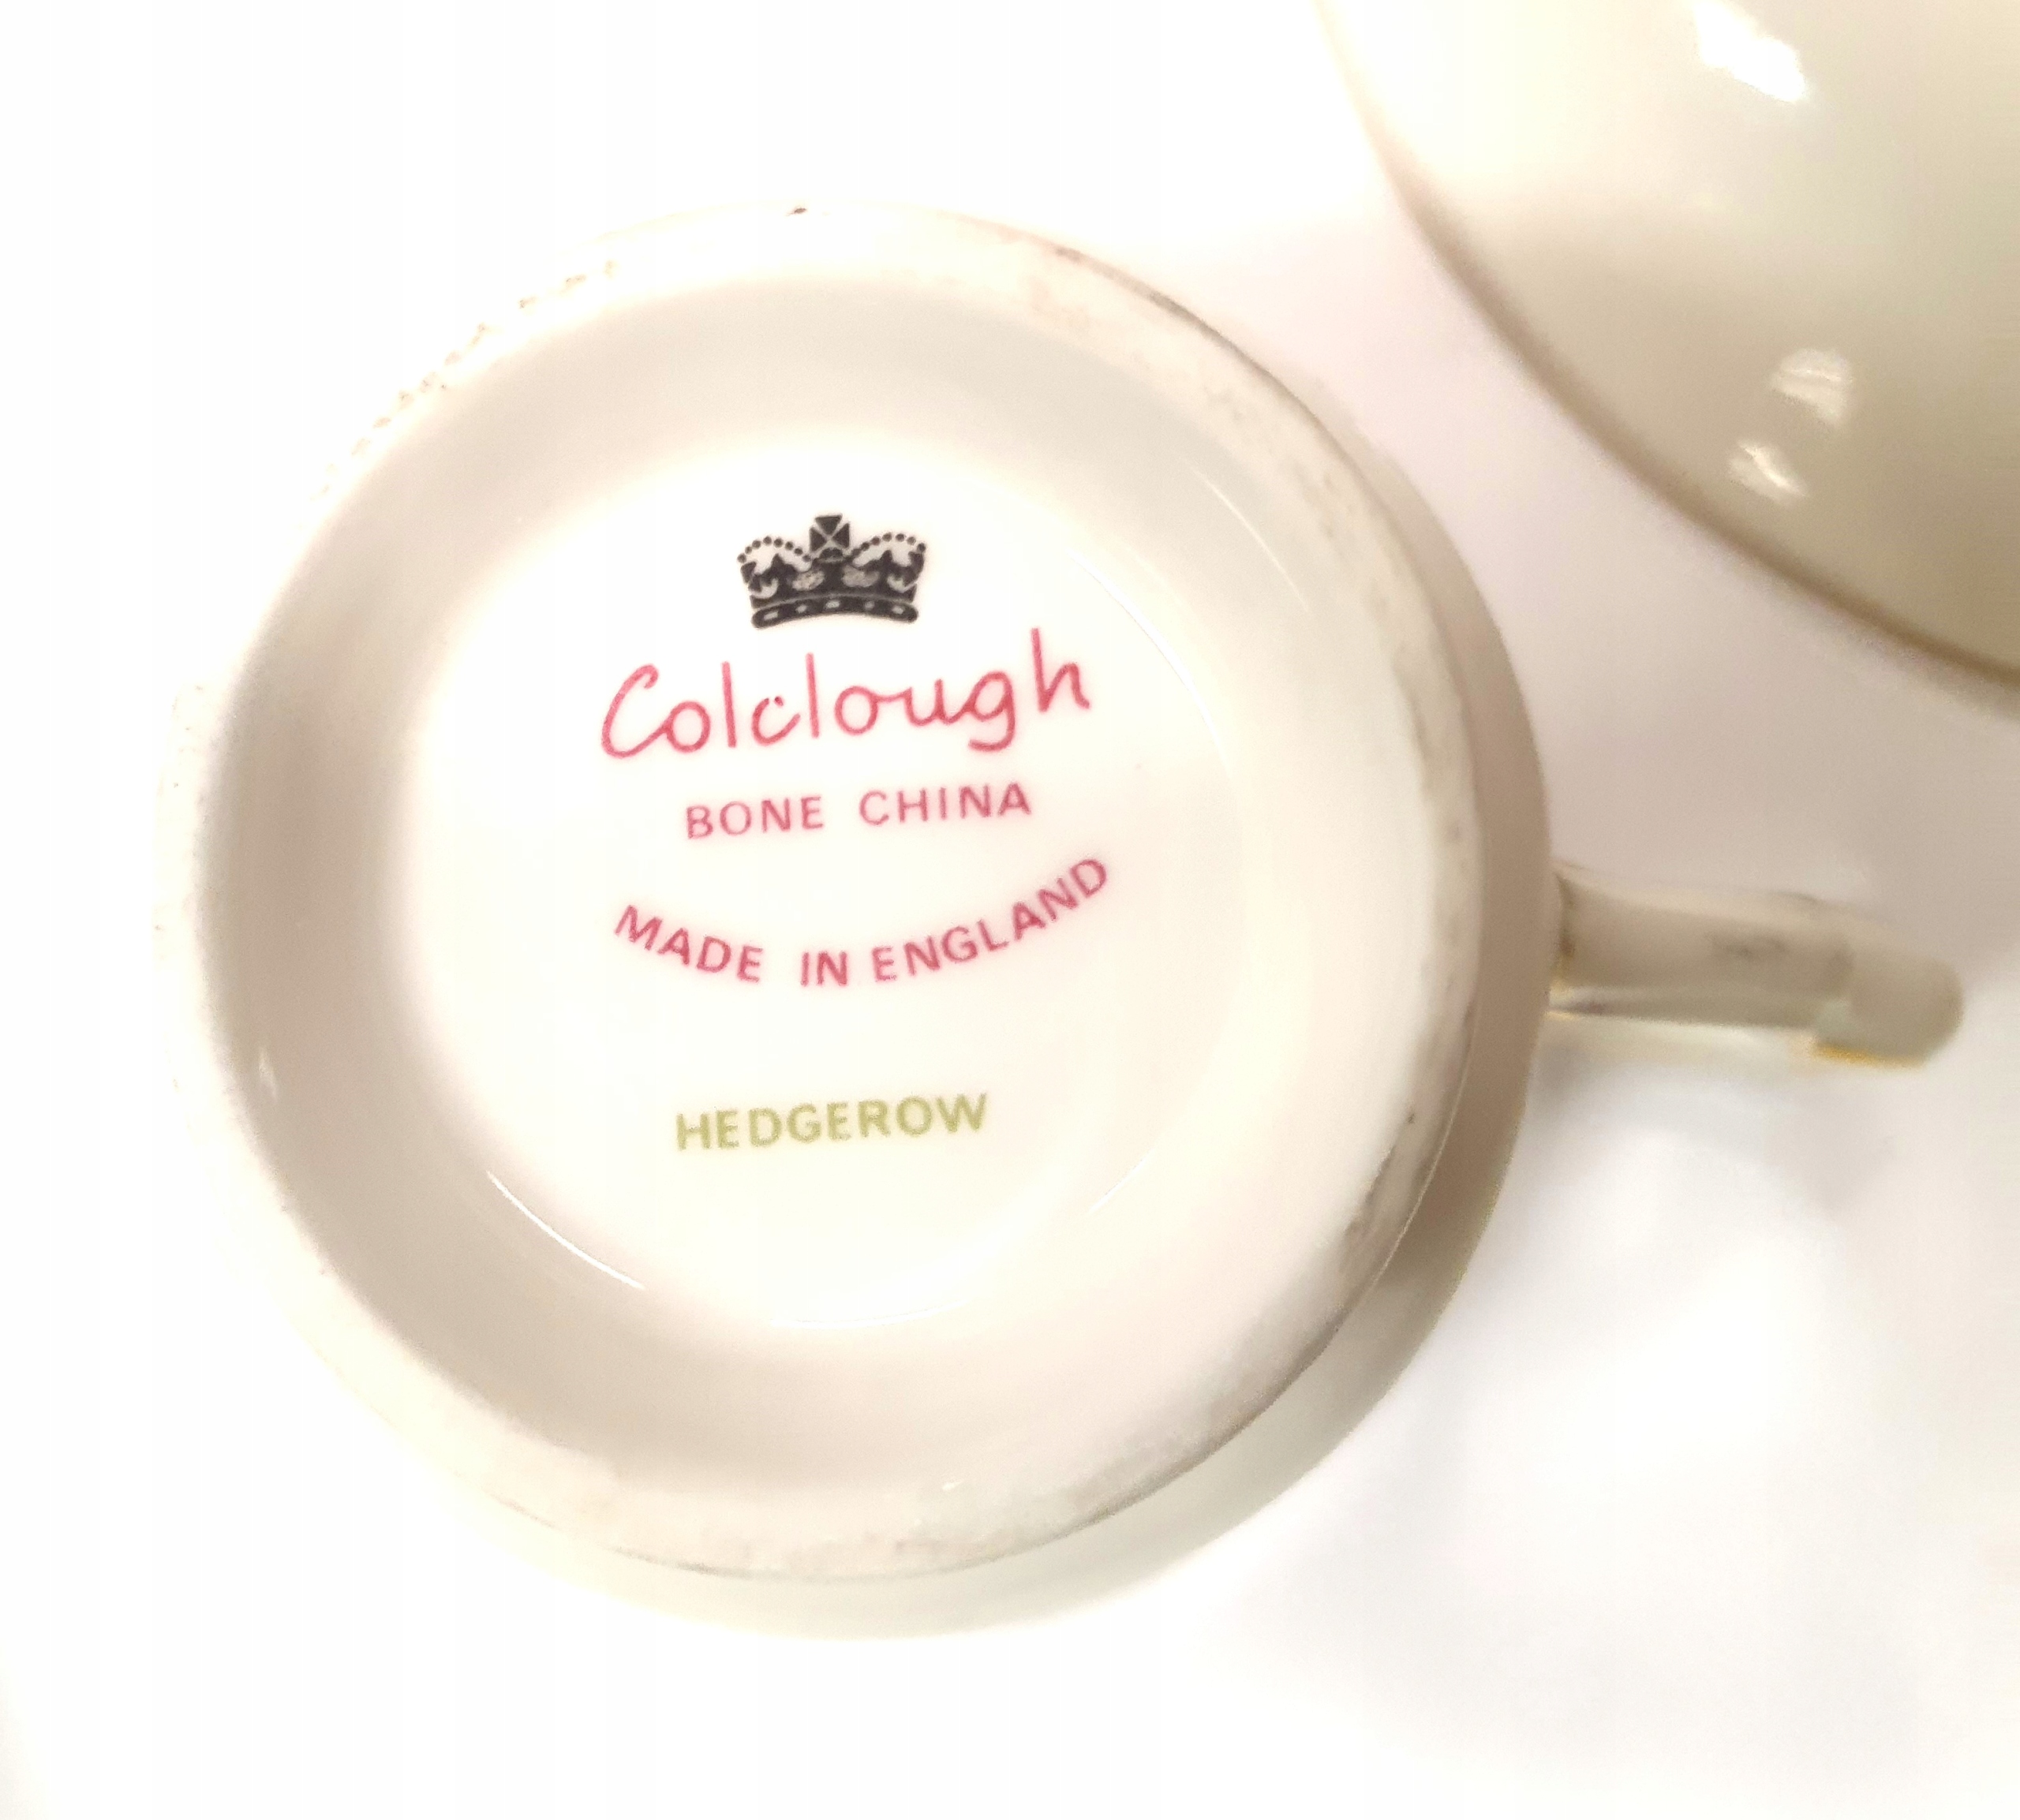 Colclough
BONE CHINA
MADE IN ENGLAND
HEDGEROW